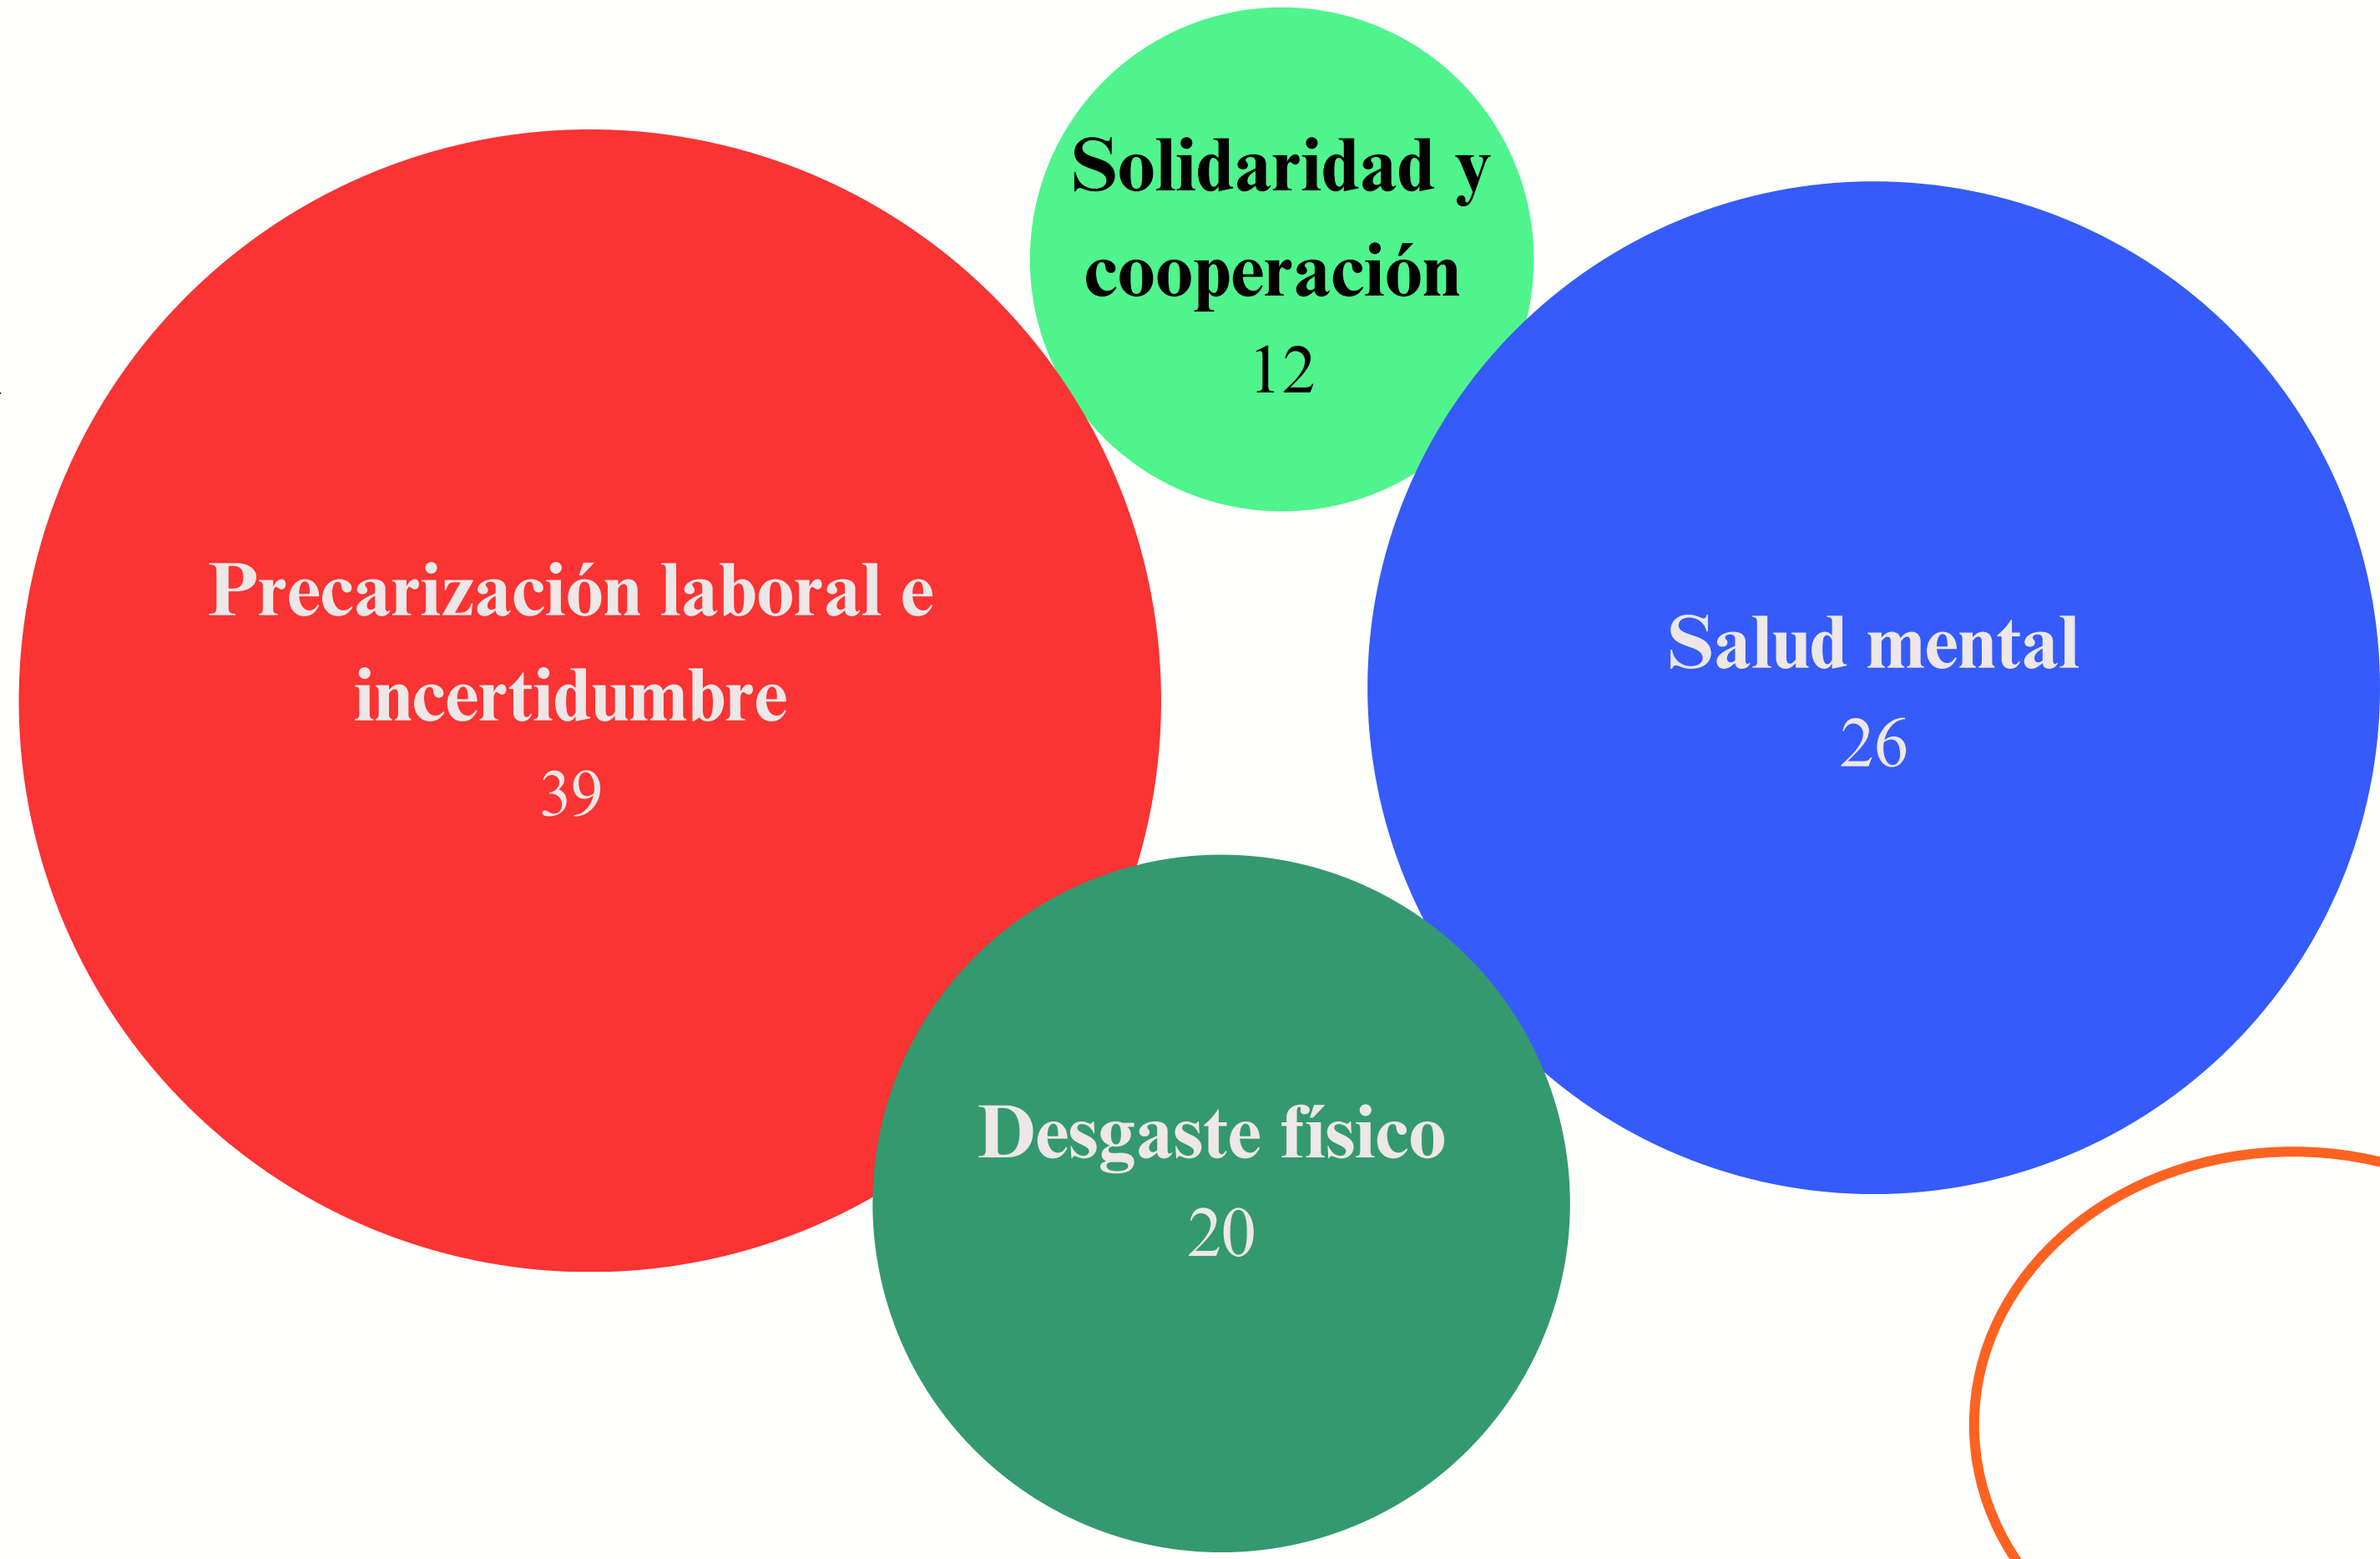 Solidaridad y
cooperación
12
Precarización laboral e
incertidumbre
39
Salud mental
26
Desgaste físico
20